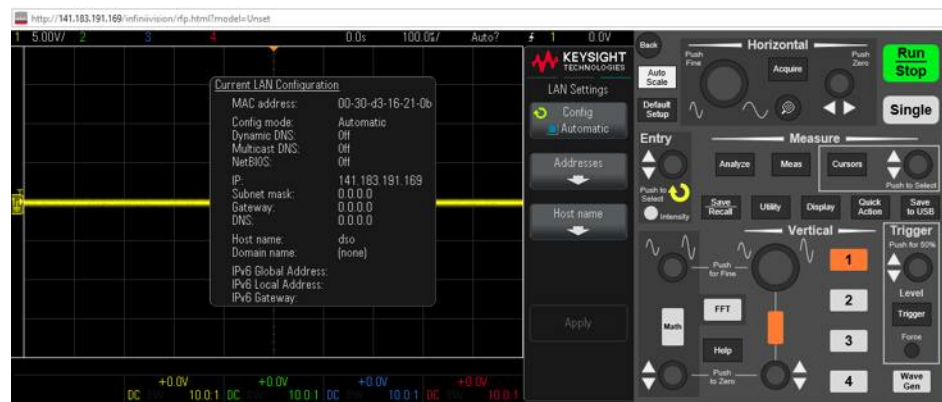 http://141.183.191.169/infiniivision/rfp.html?model=Unset
1 5.00V/ 2 3 4 0.0s 100.0%/ Auto? 1 0.0V
KEYSIGHT
TECHNOLOGIES
LAN Settings
Config
Automatic
Addresses
Host name
Apply
Current LAN Configuration
MAC address: 00-30-d3-16-21-0b
Config mode: Automatic
Dynamic DNS: Off
Multicast DNS: Off
NetBIOS: Off
IP: 141.183.191.169
Subnet mask: 0.0.0.0
Gateway: 0.0.0.0
DNS: 0.0.0.0
Host name: dso
Domain name: (none)
IPv6 Global Address:
IPv6 Local Address:
IPv6 Gateway:
+0.0V +0.0V +0.0V +0.0V
DC 10.0:1 DC 10.0:1 DC 10.0:1 DC 10.0:1
Back
Horizontal
Push
Fine
Push
Zero
Run
Stop
Auto
Scale
Acquire
Default
Setup
Single
Entry
Measure
Analyze
Meas
Cursors
Push to Select
Push to
Select
Intensity
Save
Recall
Utility
Display
Quick
Action
Save
to USB
Vertical
Trigger
Push for 50%
Push
for Fine
1
Level
FFT
2
Trigger
Math
3
Force
Help
Push
to Zero
4
Wave
Gen